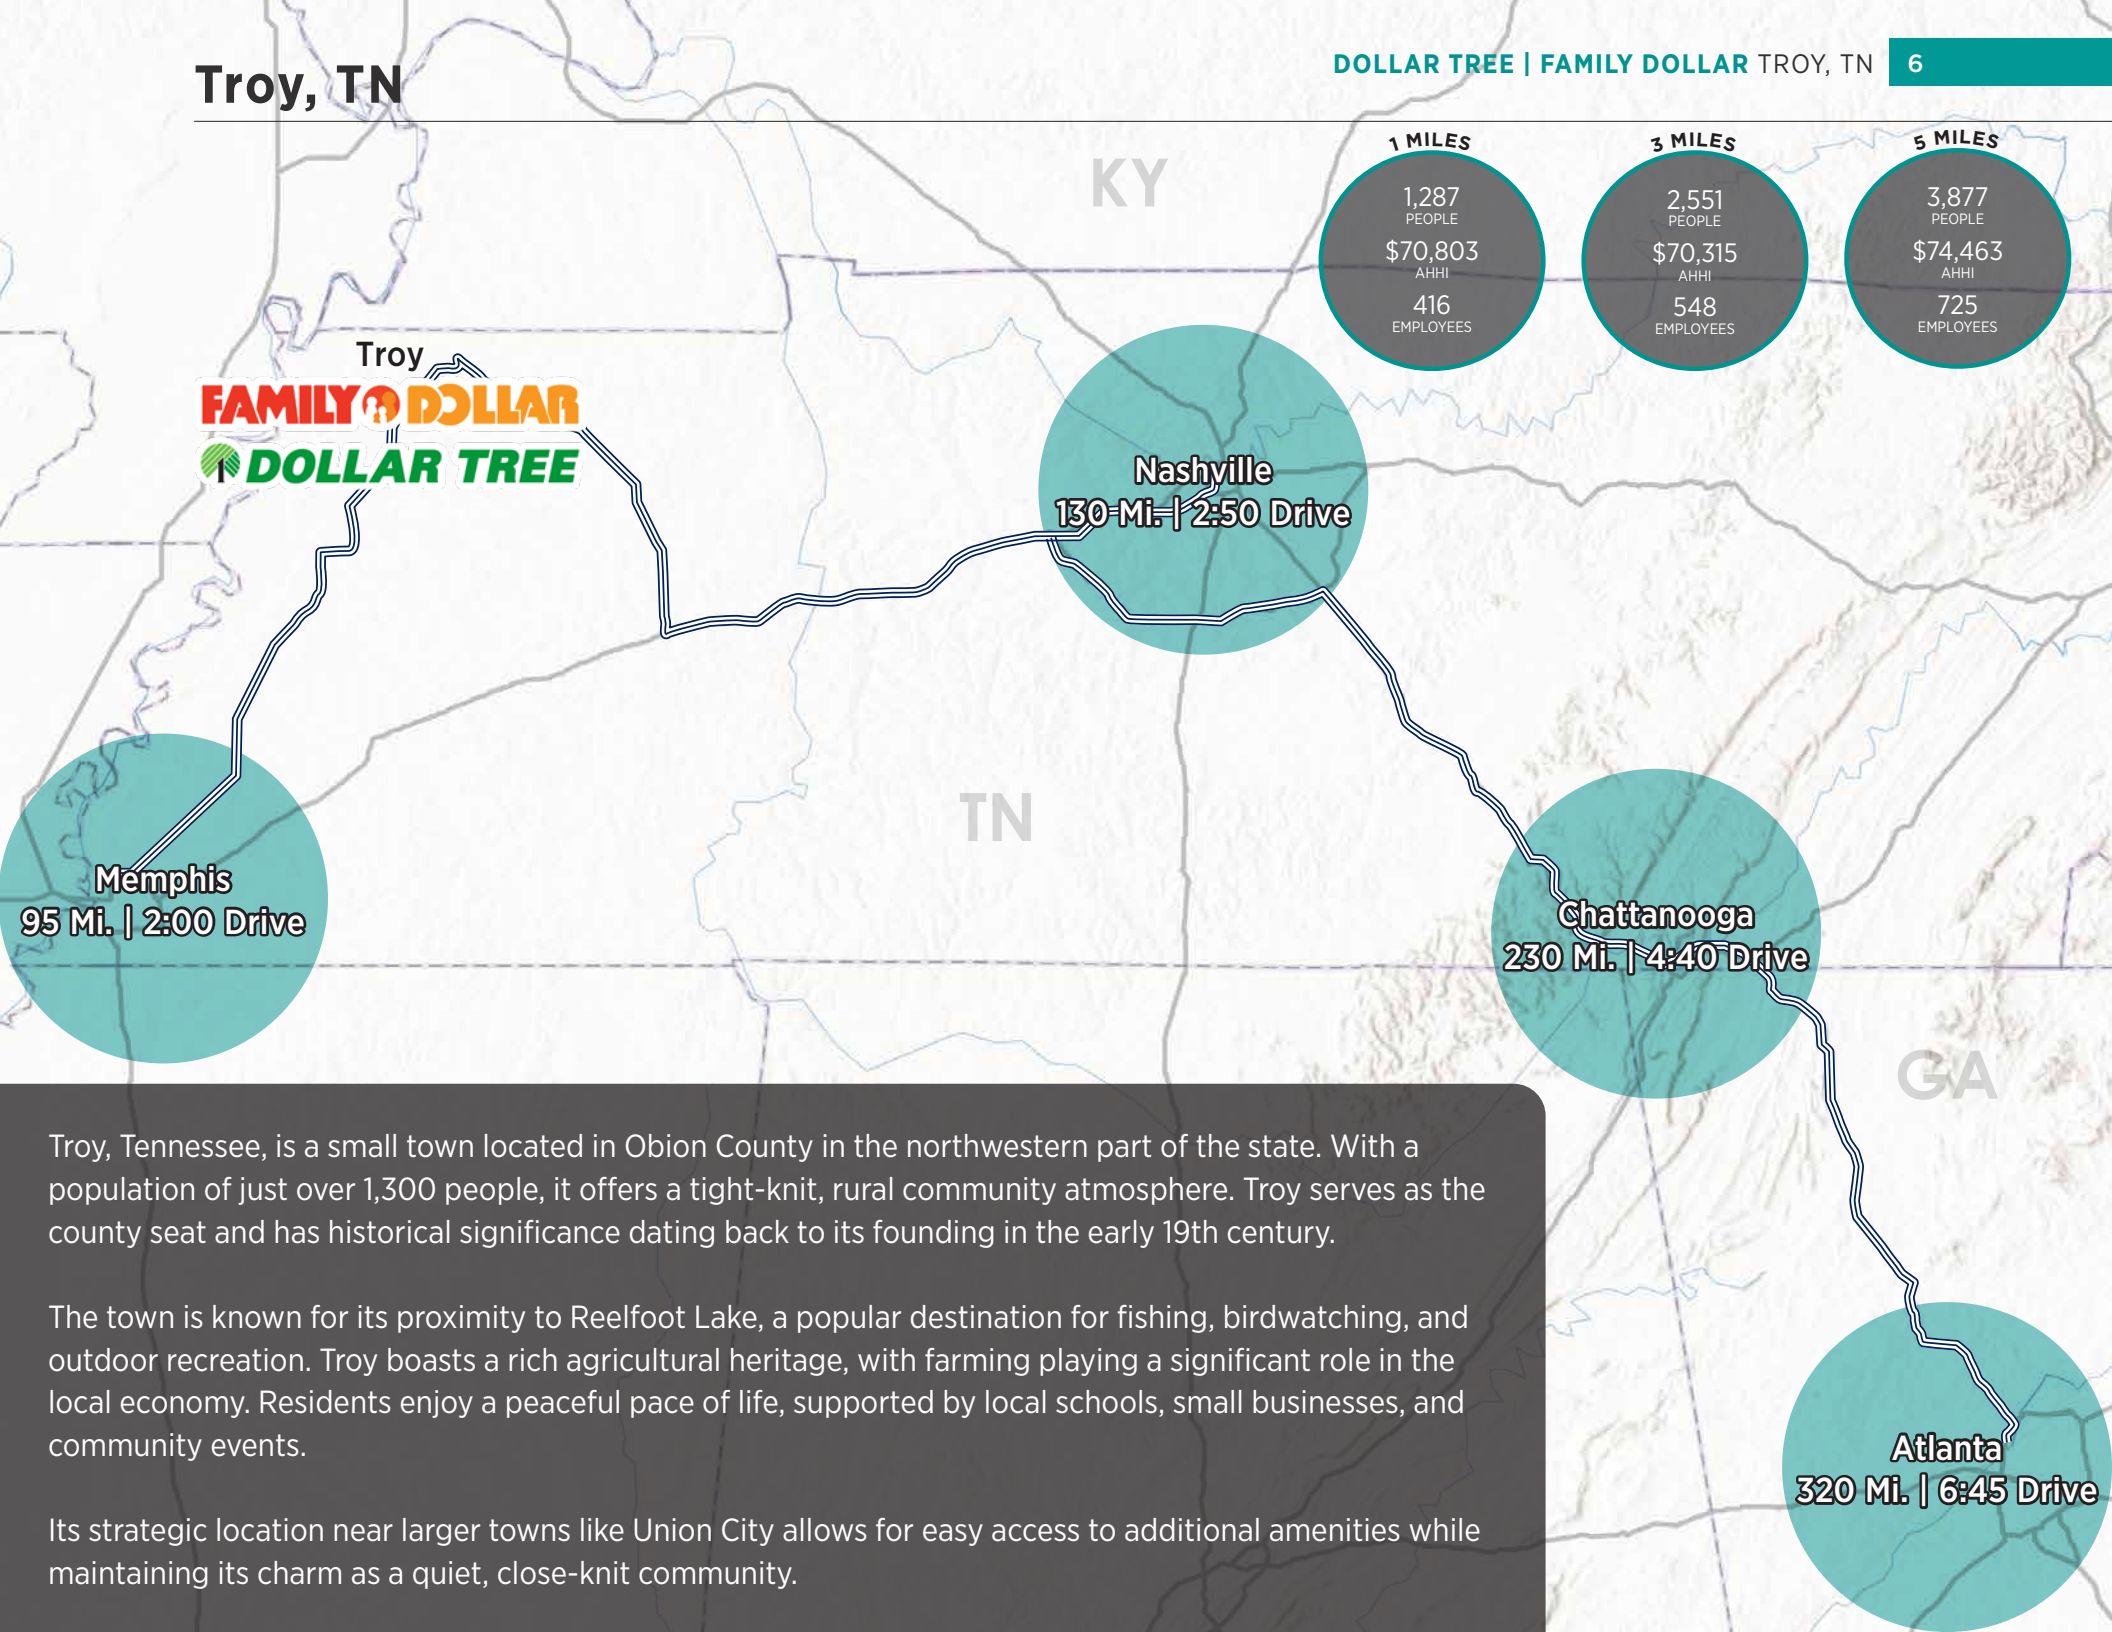 Troy, TN
DOLLAR TREE | FAMILY DOLLAR TROY, TN 6
1 MILES
1,287
PEOPLE
$70,803
AHHI
416
EMPLOYEES
3 MILES
2,551
PEOPLE
$70,315
AHHI
548
EMPLOYEES
5 MILES
3,877
PEOPLE
$74,463
AHHI
725
EMPLOYEES
KY
Troy
FAMILY DOLLAR
DOLLAR TREE
Nashville
130 Mi. | 2:50 Drive
TN
Memphis
95 Mi. | 2:00 Drive
Chattanooga
230 Mi. | 4:40 Drive
GA
Atlanta
320 Mi. | 6:45 Drive
Troy, Tennessee, is a small town located in Obion County in the northwestern part of the state. With a
population of just over 1,300 people, it offers a tight-knit, rural community atmosphere. Troy serves as the
county seat and has historical significance dating back to its founding in the early 19th century.
The town is known for its proximity to Reelfoot Lake, a popular destination for fishing, birdwatching, and
outdoor recreation. Troy boasts a rich agricultural heritage, with farming playing a significant role in the
local economy. Residents enjoy a peaceful pace of life, supported by local schools, small businesses, and
community events.
Its strategic location near larger towns like Union City allows for easy access to additional amenities while
maintaining its charm as a quiet, close-knit community.